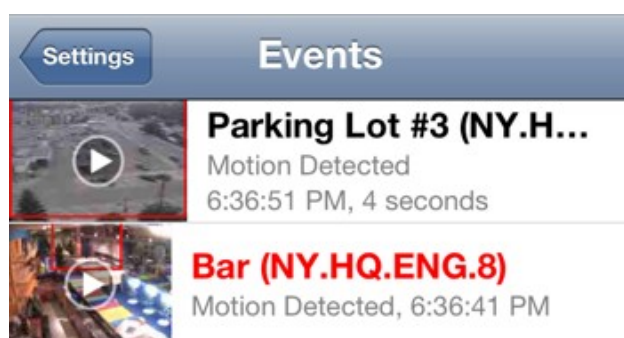 Settings
Events
Parking Lot #3 (NY.H...
Motion Detected
6:36:51 PM, 4 seconds
Bar (NY.HQ.ENG.8)
Motion Detected, 6:36:41 PM